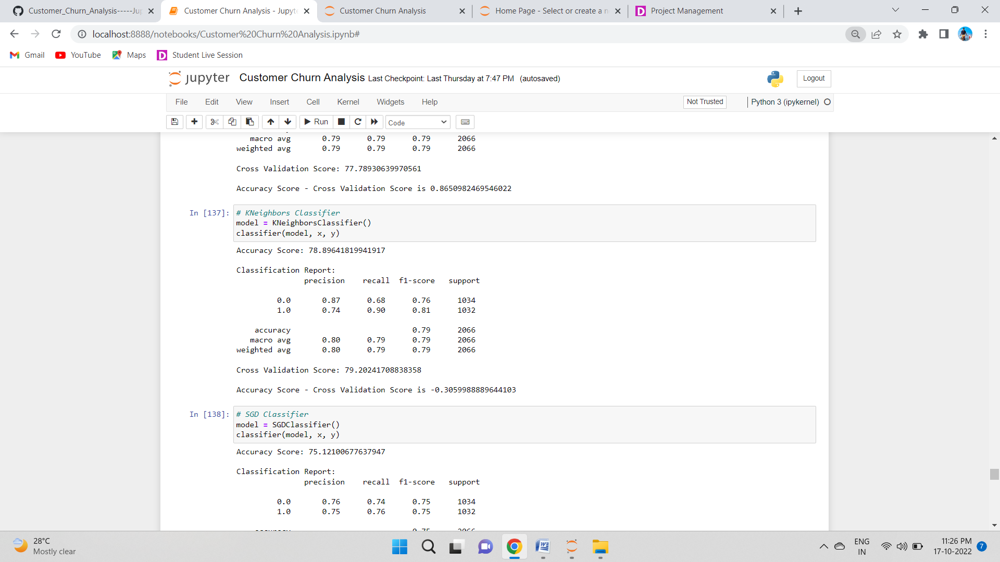 Customer_Churn_Analysis-----Jup
Customer Churn Analysis - Jupyte
Customer Churn Analysis
Home Page - Select or create a n
Project Management
localhost:8888/notebooks/Customer%20Churn%20Analysis.ipynb#
Gmail
YouTube
Maps
Student Live Session
jupyter
Customer Churn Analysis Last Checkpoint: Last Thursday at 7:47 PM (autosaved)
Logout
File Edit View Insert Cell Kernel Widgets Help
Not Trusted
Python 3 (ipykernel)
Run
Code
macro avg 0.79 0.79 0.79 2066
weighted avg 0.79 0.79 0.79 2066
Cross Validation Score: 77.78930639970561
Accuracy Score - Cross Validation Score is 0.8650982469546022
In [137]: # KNeighbors Classifier
model = KNeighborsClassifier()
classifier(model, x, y)
Accuracy Score: 78.89641819941917
Classification Report:
precision recall f1-score support
0.0 0.87 0.68 0.76 1034
1.0 0.74 0.90 0.81 1032
accuracy 0.79 2066
macro avg 0.80 0.79 0.79 2066
weighted avg 0.80 0.79 0.79 2066
Cross Validation Score: 79.20241708838358
Accuracy Score - Cross Validation Score is -0.3059988889644103
In [138]: # SGD Classifier
model = SGDClassifier()
classifier(model, x, y)
Accuracy Score: 75.12100677637947
Classification Report:
precision recall f1-score support
0.0 0.76 0.74 0.75 1034
1.0 0.75 0.76 0.75 1032
accuracy 0.75 2066
28°C
Mostly clear
ENG
IN
11:26 PM
17-10-2022
7